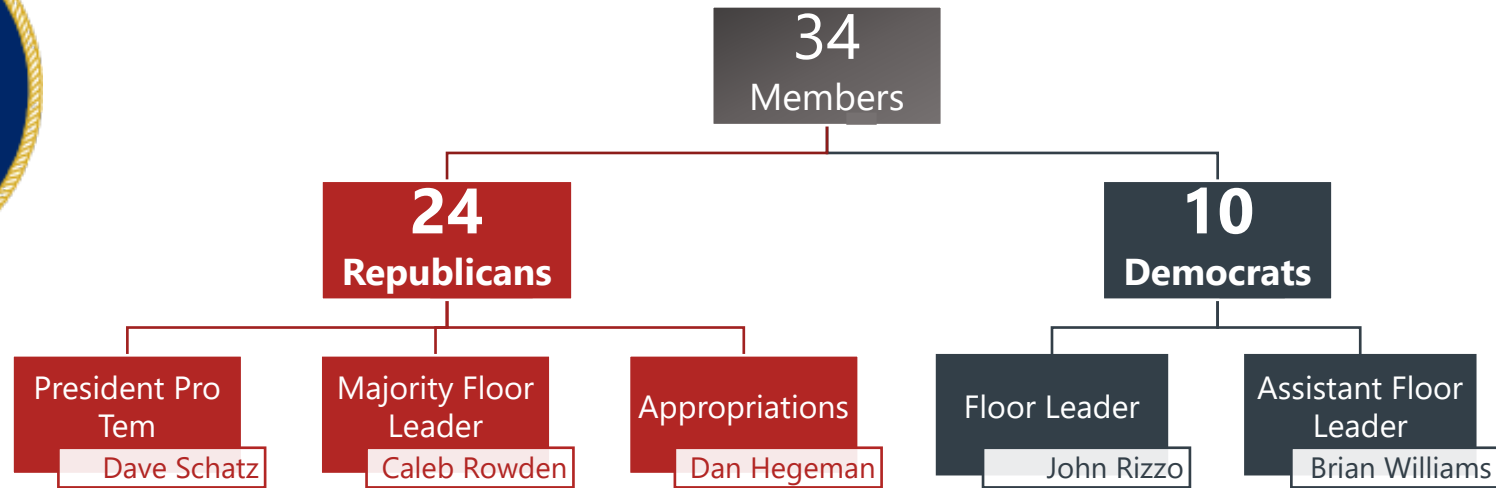 34
Members
24
Republicans
10
Democrats
President Pro
Tem
Dave Schatz
Majority Floor
Leader
Caleb Rowden
Appropriations
Dan Hegeman
Floor Leader
John Rizzo
Assistant Floor
Leader
Brian Williams